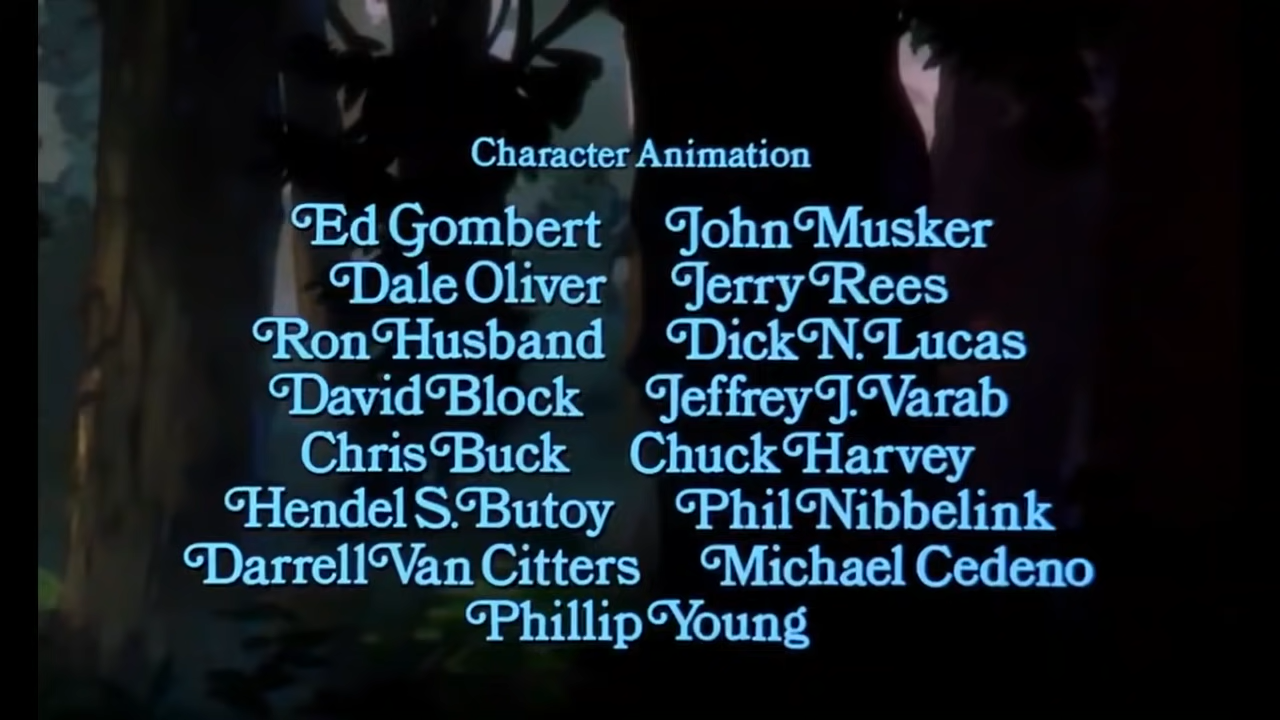 Character Animation
Ed Gombert John Musker
Dale Oliver Jerry Rees
Ron Husband Dick N. Lucas
David Block Jeffrey J. Varab
Chris Buck Chuck Harvey
Hendel S. Butoy Phil Nibbelink
Darrell Van Citters Michael Cedeno
Phillip Young